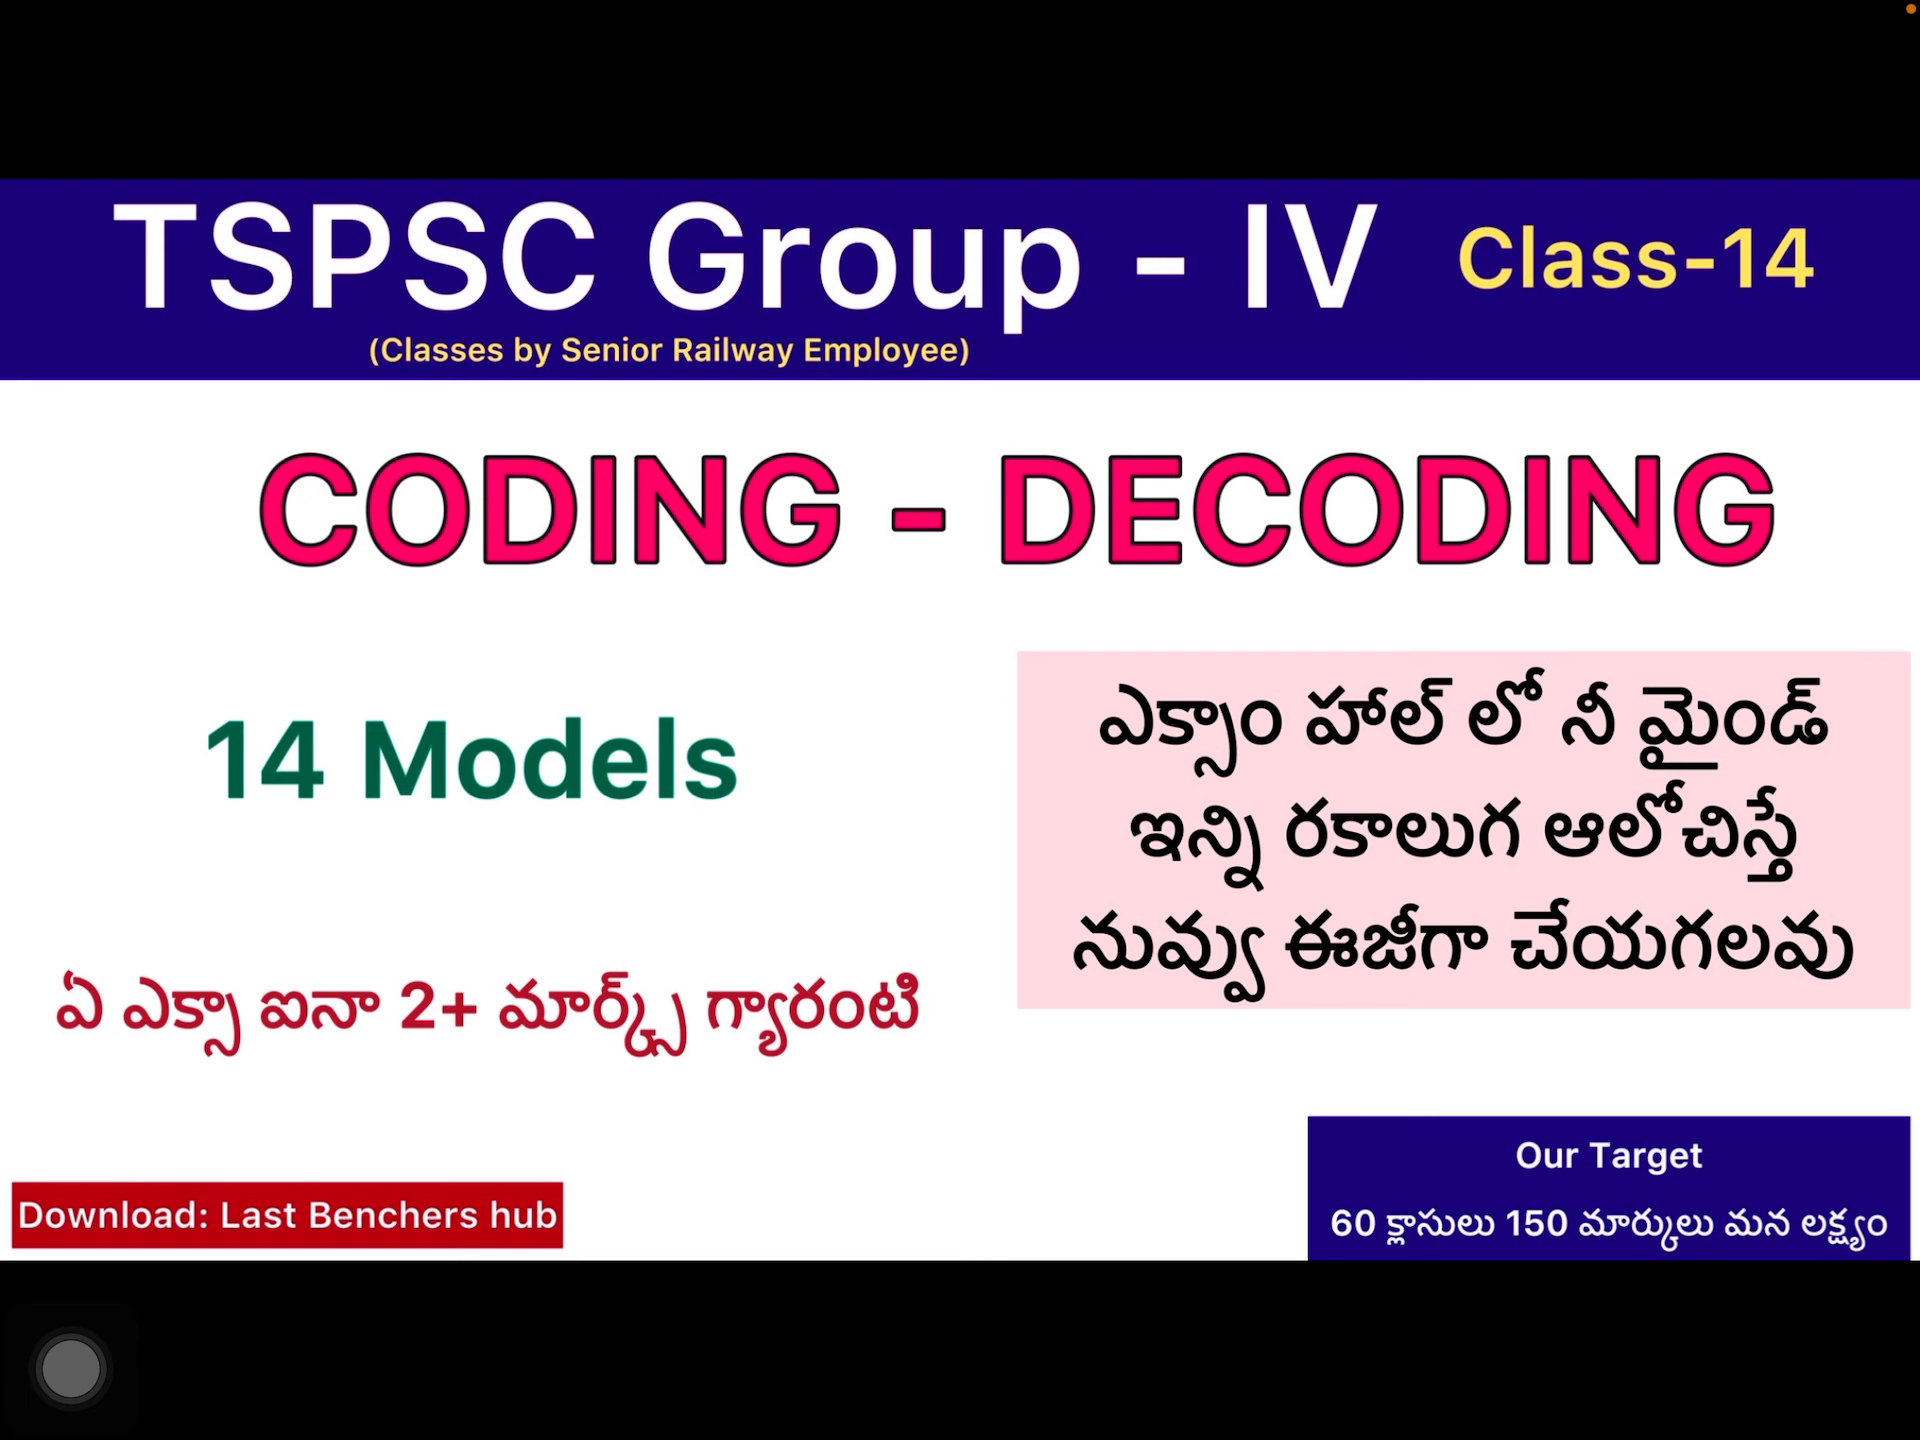 TSPSC Group - IV Class-14
(Classes by Senior Railway Employee)
CODING - DECODING
14 Models
ఎక్సాం హాల్ లో నీ మైండ్
ఇన్ని రకాలుగ ఆలోచిస్తే
నువ్వు ఈజీగా చేయగలవు
ఏ ఎక్సా ఐనా 2+ మార్క్స్ గ్యారంటి
Our Target
60 క్లాసులు 150 మార్కులు మన లక్ష్యం
Download: Last Benchers hub